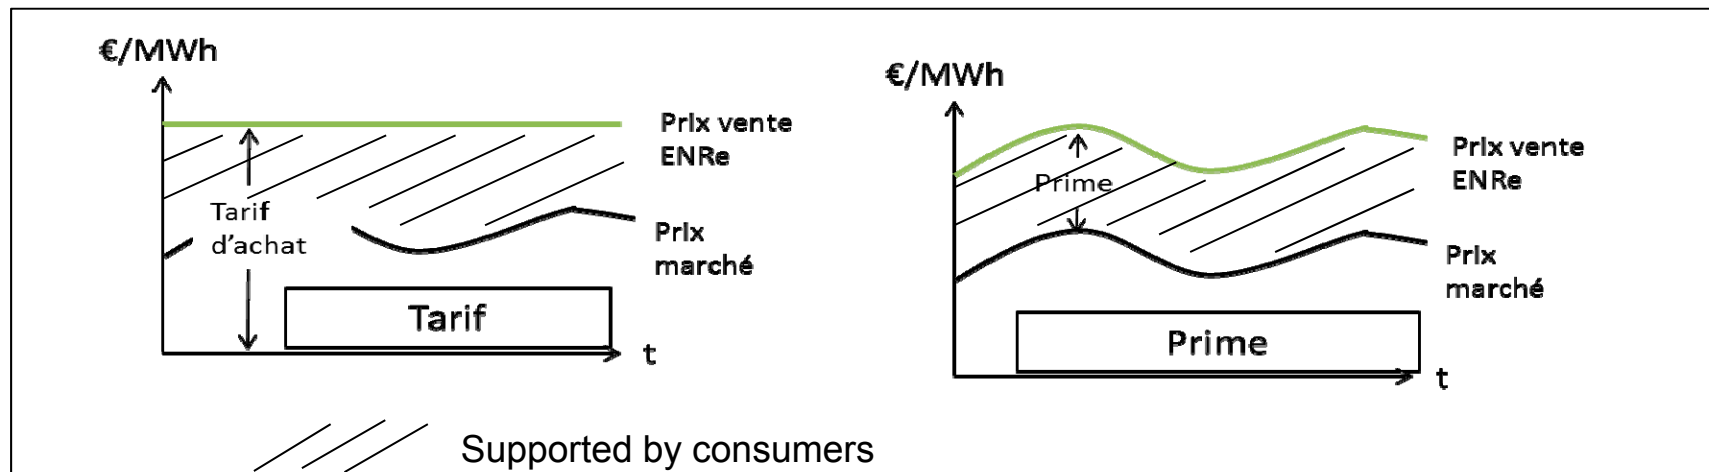 €/MWh
Prix vente
ENRe
Tarif
d'achat
Prix
marché
Tarif
t
€/MWh
Prix vente
ENRe
Prime
Prix
marché
Prime
t
Supported by consumers